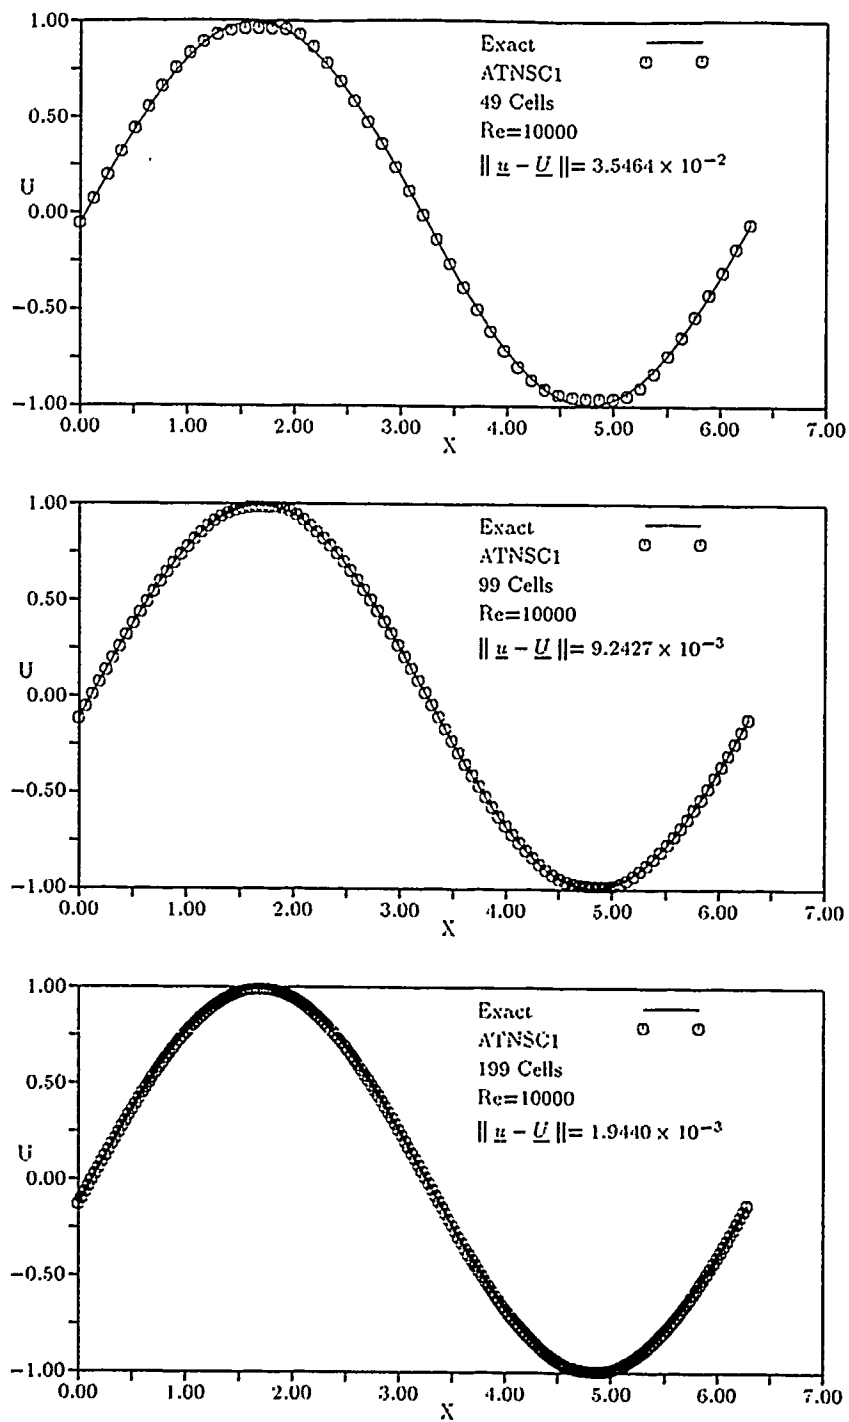 1.00
Exact
ATNSC1
49 Cells
0.50
Re=10000
|| u − U || = 3.5464 × 10−2
U
0.00
−0.50
−1.00
0.00 1.00 2.00 3.00 4.00 5.00 6.00 7.00
X
1.00
Exact
ATNSC1
99 Cells
0.50
Re=10000
|| u − U || = 9.2427 × 10−3
U
0.00
−0.50
−1.00
0.00 1.00 2.00 3.00 4.00 5.00 6.00 7.00
X
1.00
Exact
ATNSC1
199 Cells
0.50
Re=10000
|| u − U || = 1.9440 × 10−3
U
0.00
−0.50
−1.00
0.00 1.00 2.00 3.00 4.00 5.00 6.00 7.00
X